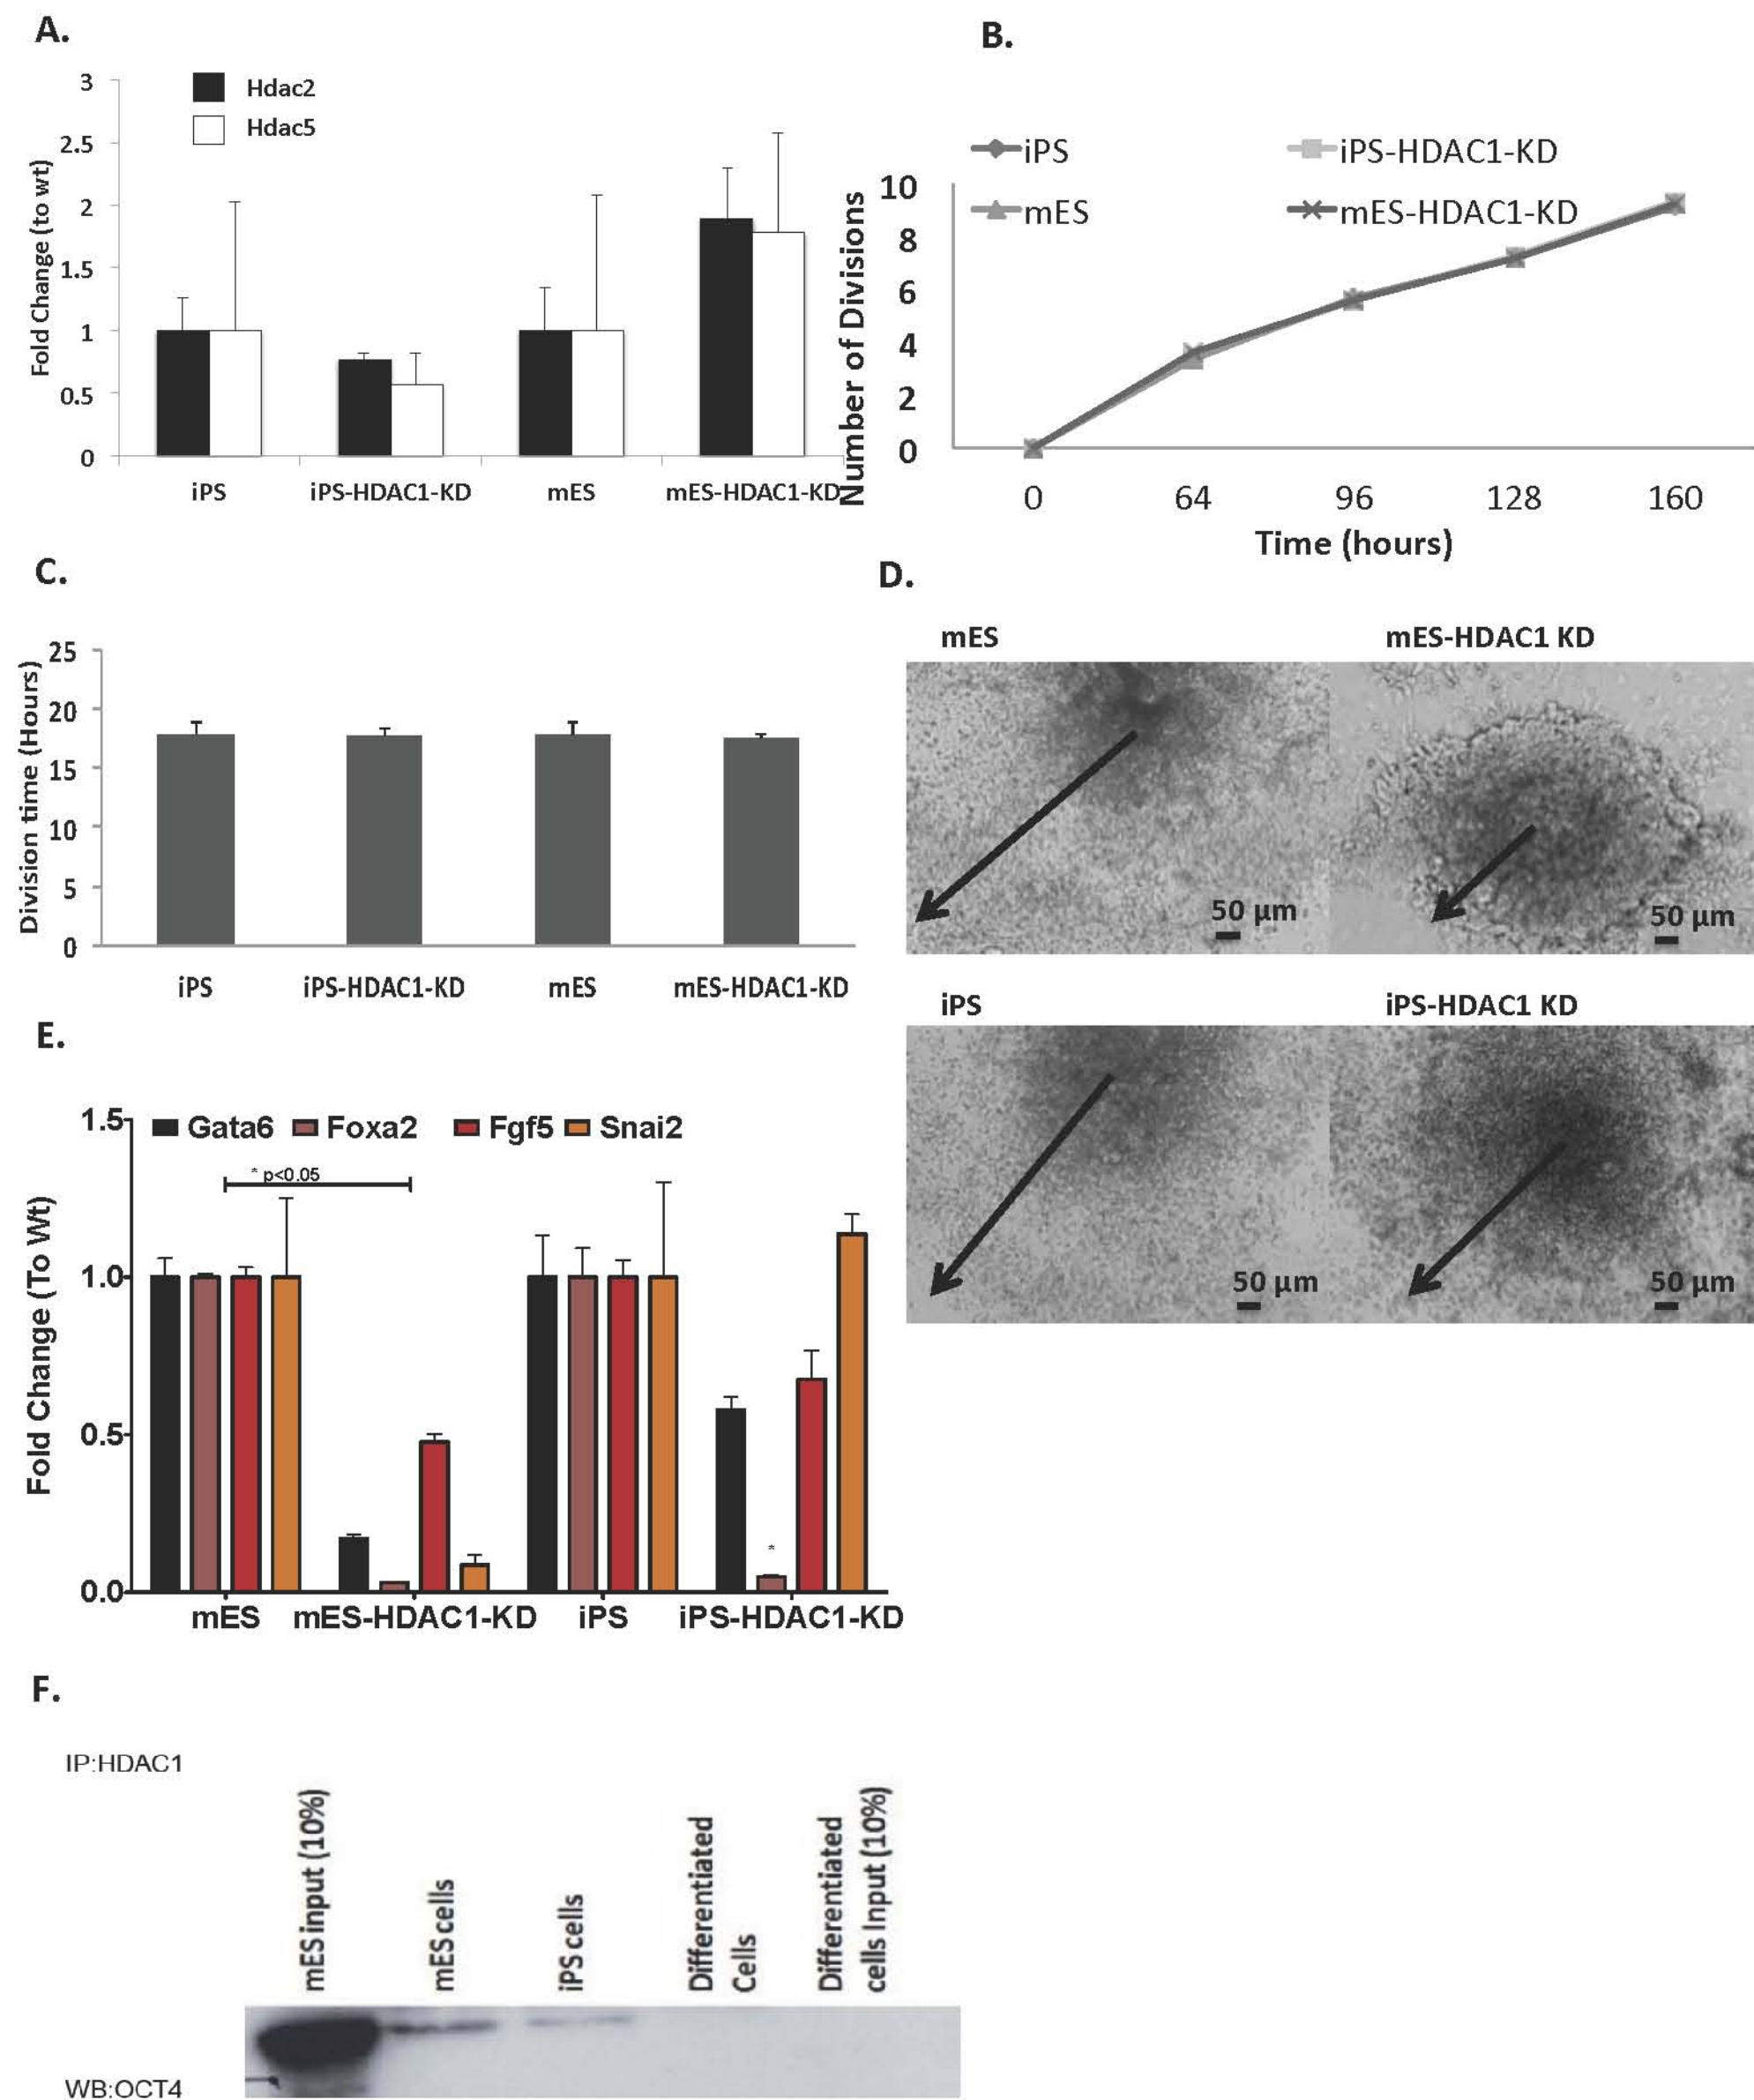 A.
3
2.5
2
1.5
1
0.5
0
Fold Change (to wt)
Hdac2
Hdac5
iPS
iPS-HDAC1-KD
mES
mES-HDAC1-KD
B.
iPS
iPS-HDAC1-KD
mES
mES-HDAC1-KD
10
8
6
4
2
0
Number of Divisions
0
64
96
128
160
Time (hours)
C.
25
20
15
10
5
0
Division time (Hours)
iPS
iPS-HDAC1-KD
mES
mES-HDAC1-KD
D.
mES
mES-HDAC1 KD
50 µm
50 µm
iPS
iPS-HDAC1 KD
50 µm
50 µm
E.
1.5
1.0
0.5
0.0
Fold Change (To Wt)
Gata6
Foxa2
Fgf5
Snai2
* p<0.05
*
mES
mES-HDAC1-KD
iPS
iPS-HDAC1-KD
F.
IP:HDAC1
mES input (10%)
mES cells
iPS cells
Differentiated
Cells
Differentiated
cells Input (10%)
WB:OCT4